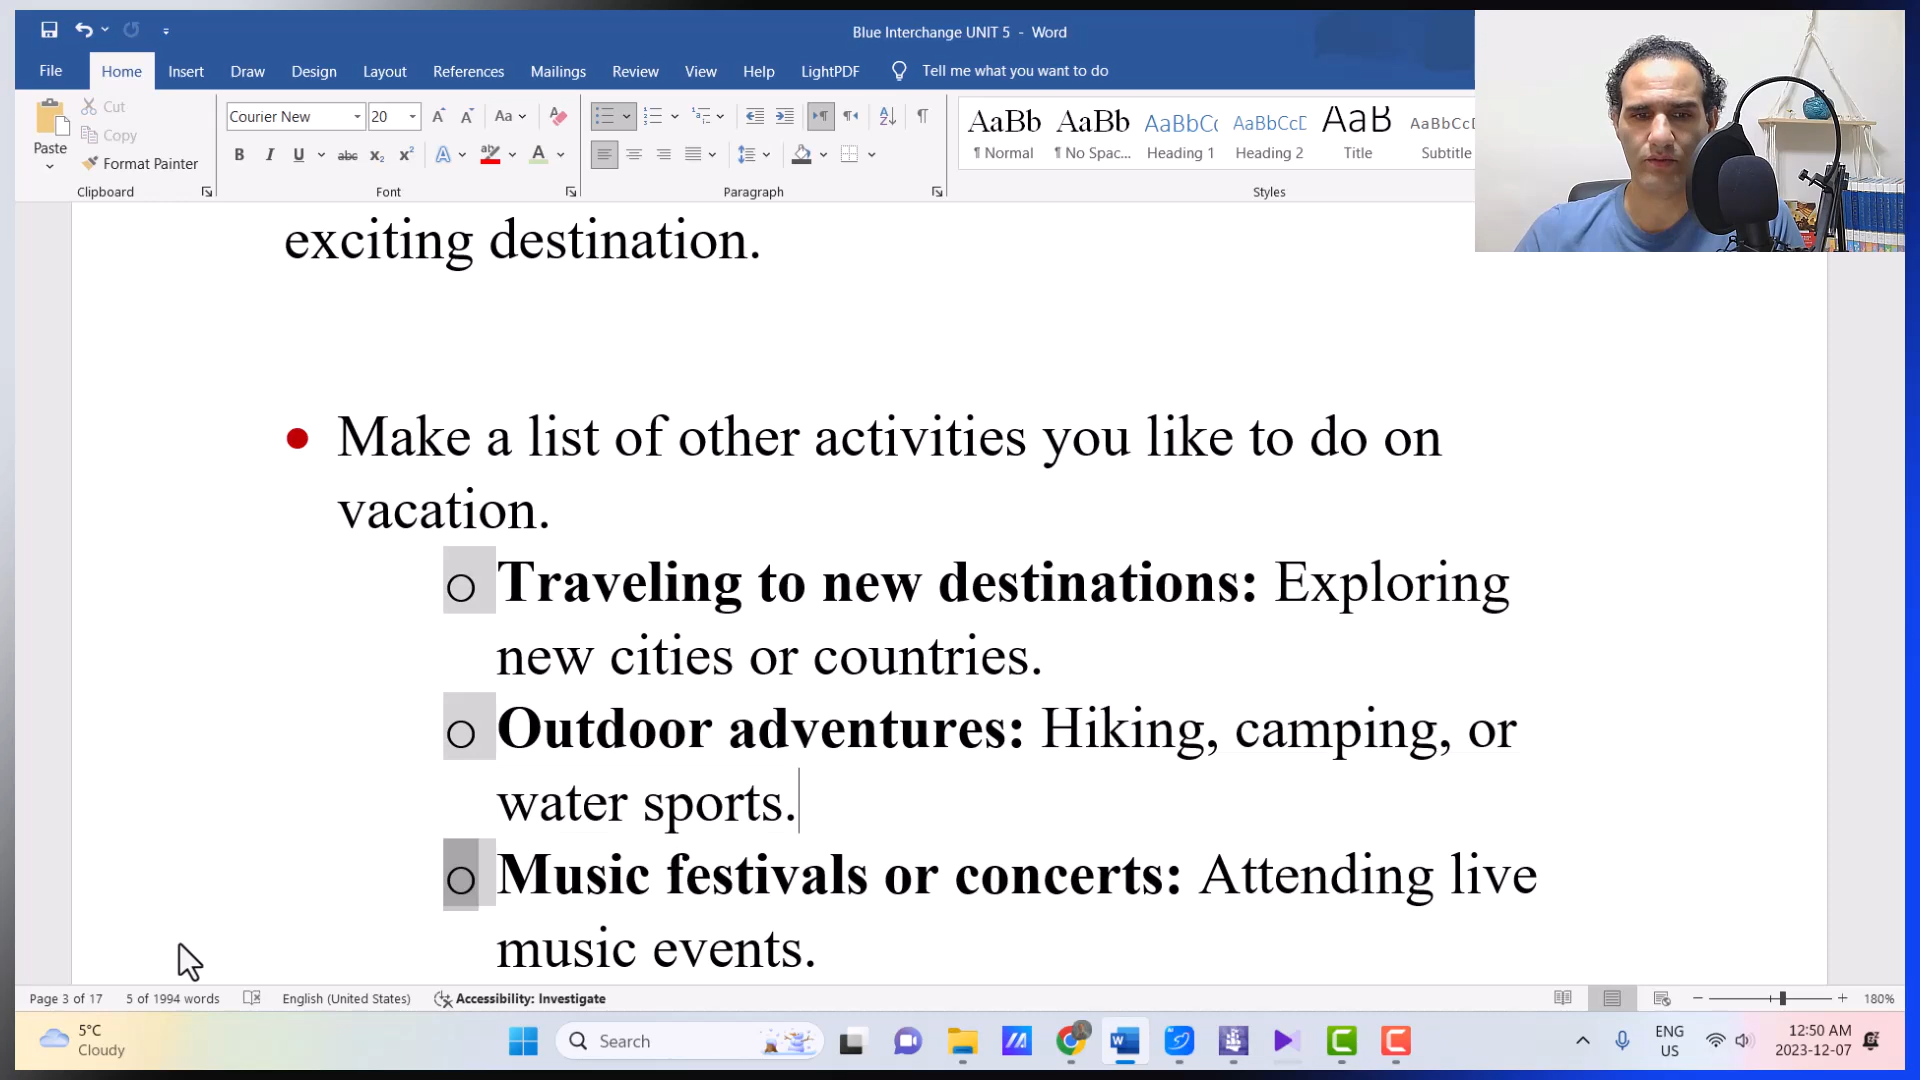 Blue Interchange UNIT 5 - Word
File Home Insert Draw Design Layout References Mailings Review View Help LightPDF Tell me what you want to do
Paste
Cut
Copy
Format Painter
Clipboard
Courier New 20
Font
Paragraph
AaBb AaBb AaBbCc AaBbCcD AaB AaBbCcD
¶ Normal ¶ No Spac... Heading 1 Heading 2 Title Subtitle
Styles
exciting destination.
• Make a list of other activities you like to do on
vacation.
o Traveling to new destinations: Exploring
new cities or countries.
o Outdoor adventures: Hiking, camping, or
water sports.
o Music festivals or concerts: Attending live
music events.
Page 3 of 17 5 of 1994 words English (United States) Accessibility: Investigate 180%
5°C
Cloudy
Search
ENG
US
12:50 AM
2023-12-07